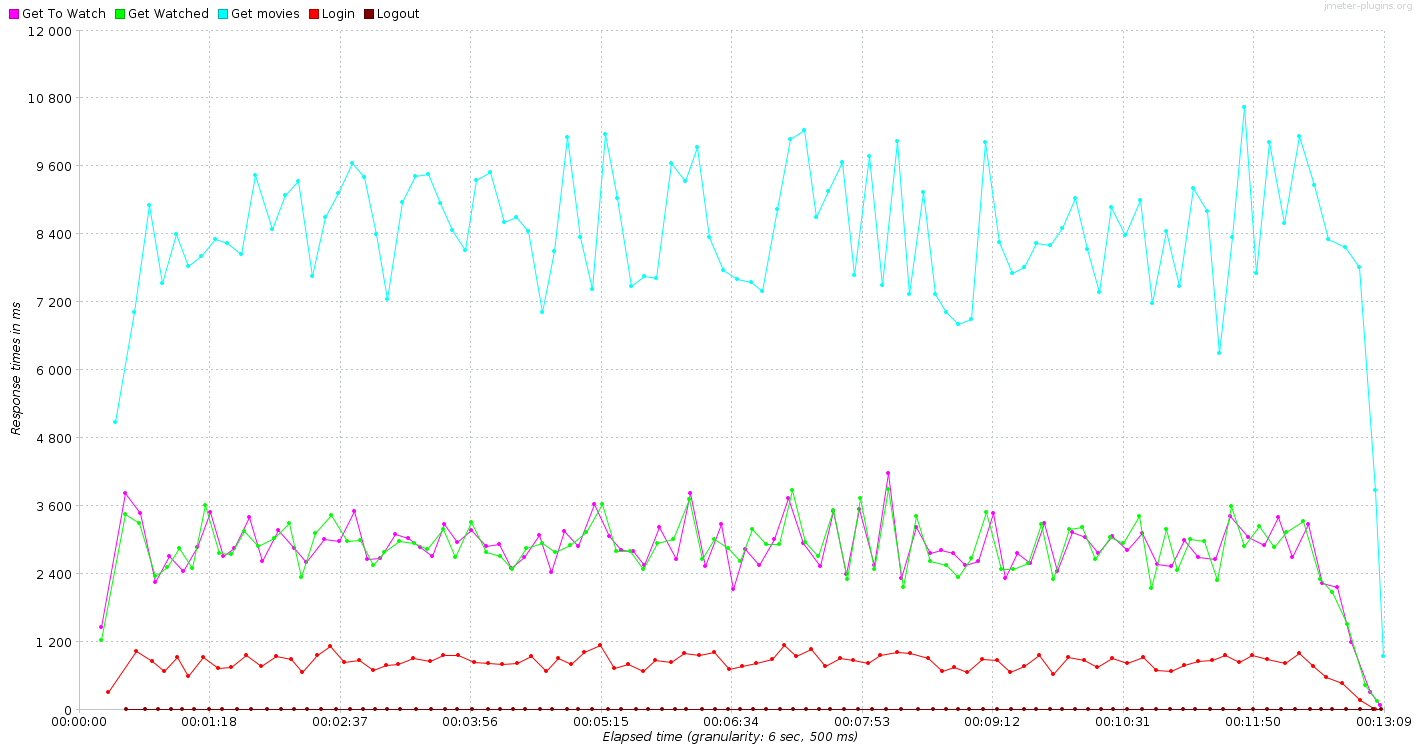 Get To Watch Get Watched Get movies Login Logout
jmeter-plugins.org
12 000
10 800
9 600
8 400
7 200
6 000
4 800
3 600
2 400
1 200
0
Response times in ms
00:00:00 00:01:18 00:02:37 00:03:56 00:05:15 00:06:34 00:07:53 00:09:12 00:10:31 00:11:50 00:13:09
Elapsed time (granularity: 6 sec, 500 ms)